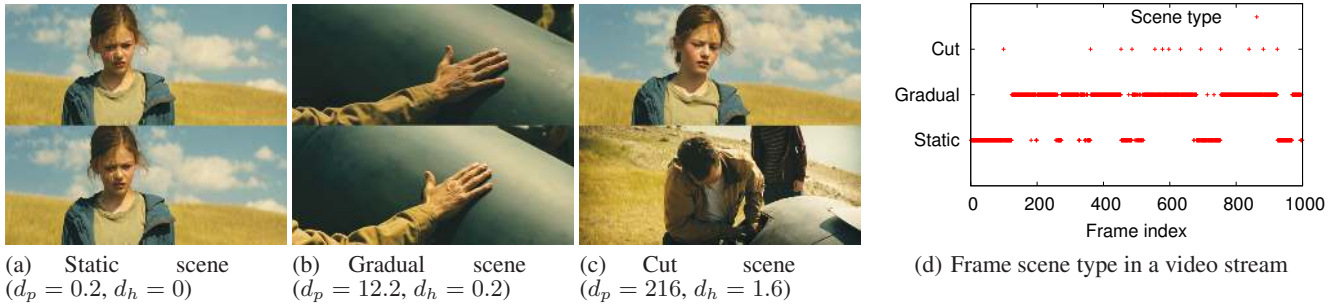 Scene type
Cut
Gradual
Static
0 200 400 600 800 1000
Frame index
(a) Static scene
(d_p = 0.2, d_h = 0)
(b) Gradual scene
(d_p = 12.2, d_h = 0.2)
(c) Cut scene
(d_p = 216, d_h = 1.6)
(d) Frame scene type in a video stream